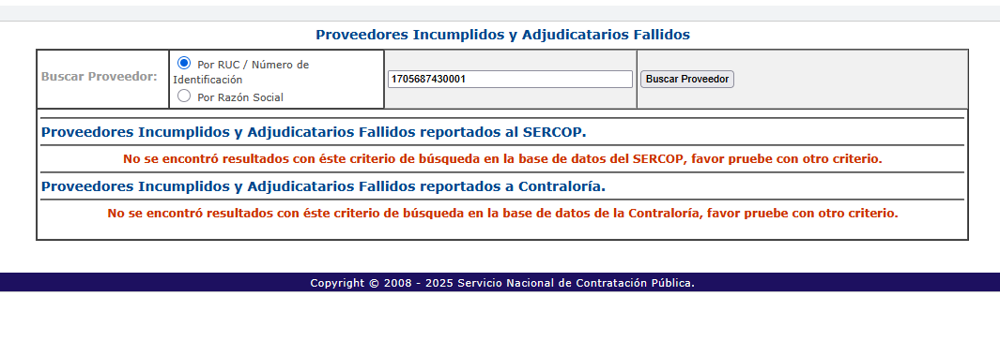 Proveedores Incumplidos y Adjudicatarios Fallidos
Buscar Proveedor:
Por RUC / Número de
Identificación
Por Razón Social
1705687430001
Buscar Proveedor
Proveedores Incumplidos y Adjudicatarios Fallidos reportados al SERCOP.
No se encontró resultados con éste criterio de búsqueda en la base de datos del SERCOP, favor pruebe con otro criterio.
Proveedores Incumplidos y Adjudicatarios Fallidos reportados a Contraloría.
No se encontró resultados con éste criterio de búsqueda en la base de datos de la Contraloría, favor pruebe con otro criterio.
Copyright © 2008 - 2025 Servicio Nacional de Contratación Pública.